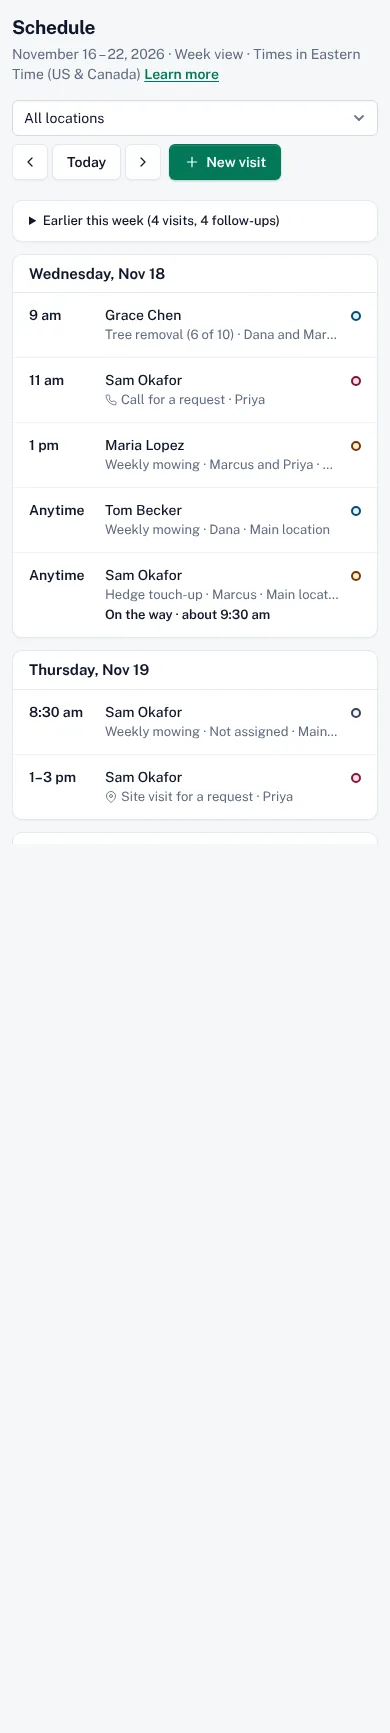 Schedule
November 16–22, 2026 · Week view · Times in Eastern
Time (US & Canada) Learn more
All locations
Today
New visit
Earlier this week (4 visits, 4 follow-ups)
Wednesday, Nov 18
9 am Grace Chen
Tree removal (6 of 10) · Dana and Mar…
11 am Sam Okafor
Call for a request · Priya
1 pm Maria Lopez
Weekly mowing · Marcus and Priya · …
Anytime Tom Becker
Weekly mowing · Dana · Main location
Anytime Sam Okafor
Hedge touch-up · Marcus · Main locat…
On the way · about 9:30 am
Thursday, Nov 19
8:30 am Sam Okafor
Weekly mowing · Not assigned · Main…
1–3 pm Sam Okafor
Site visit for a request · Priya